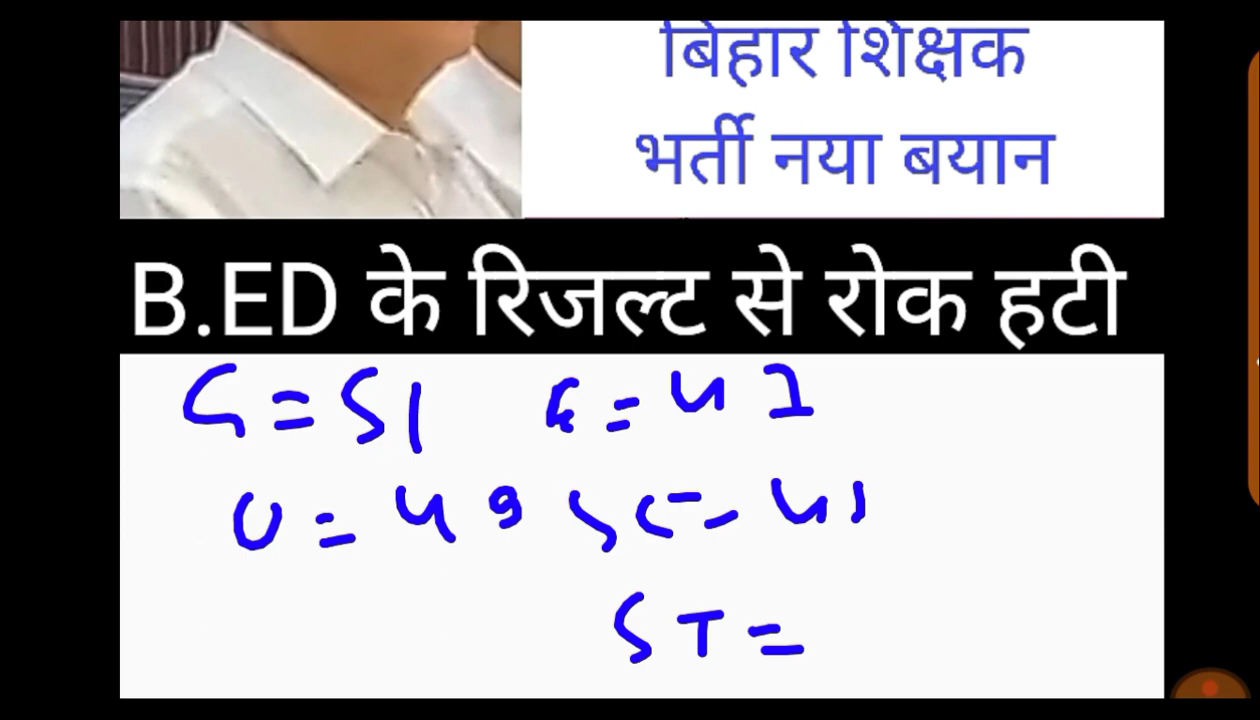 बिहार शिक्षक
भर्ती नया बयान
B.ED के रिजल्ट से रोक हटी
G = 51 E = 42
O = 49 SC = 41
ST =